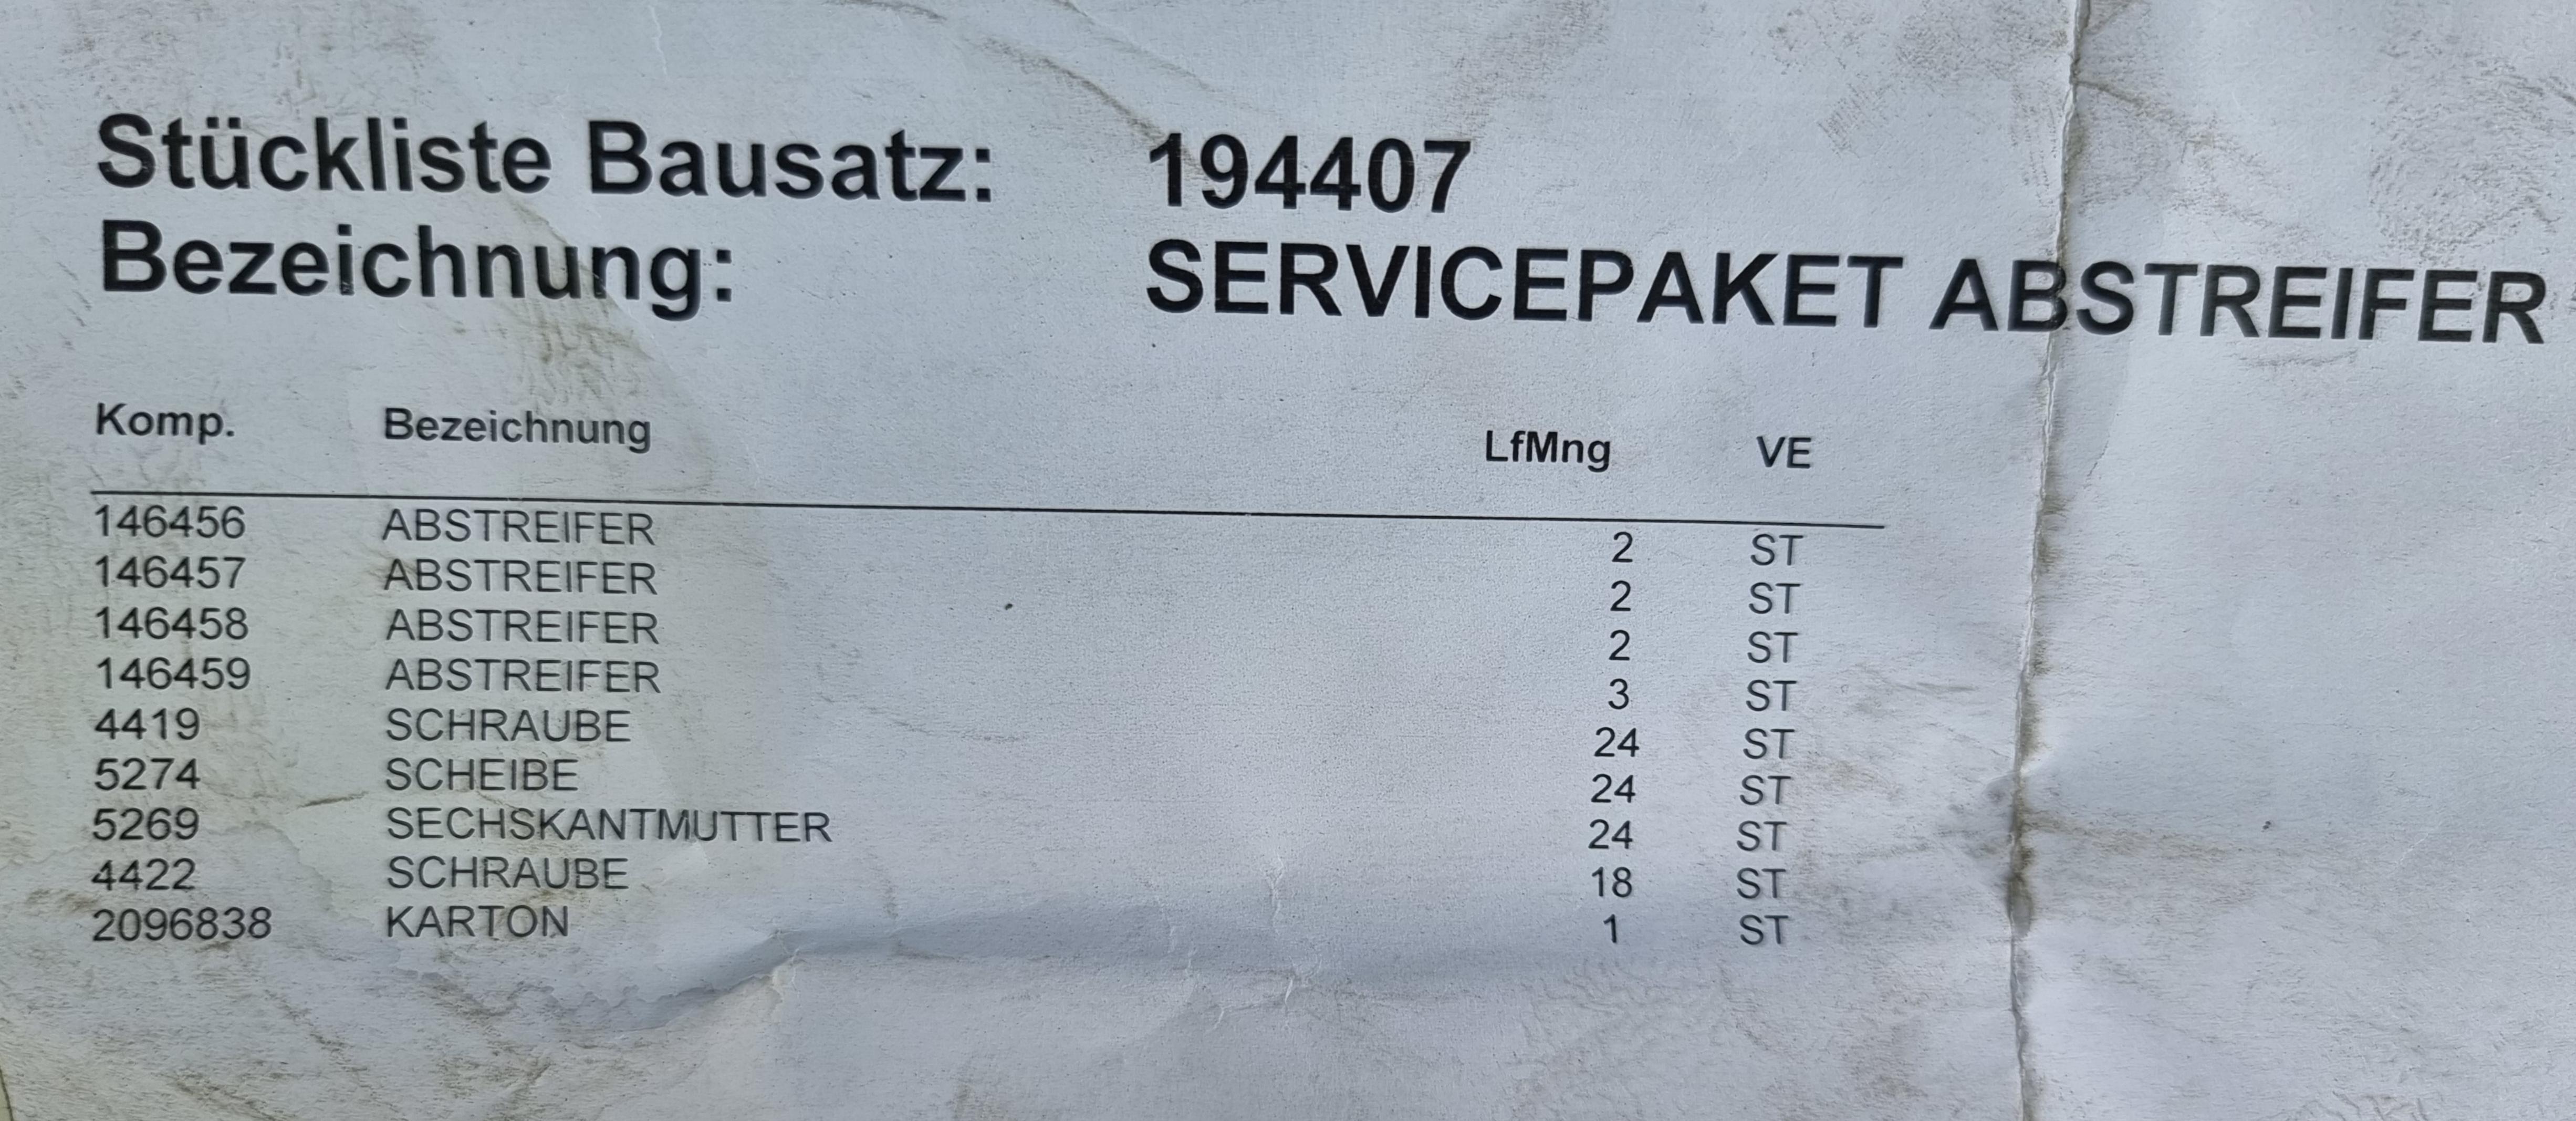 Stückliste Bausatz: 194407
Bezeichnung: SERVICEPAKET ABSTREIFER
Komp. Bezeichnung LfMng VE
146456 ABSTREIFER 2 ST
146457 ABSTREIFER 2 ST
146458 ABSTREIFER 2 ST
146459 ABSTREIFER 3 ST
4419 SCHRAUBE 24 ST
5274 SCHEIBE 24 ST
5269 SECHSKANTMUTTER 24 ST
4422 SCHRAUBE 18 ST
2096838 KARTON 1 ST